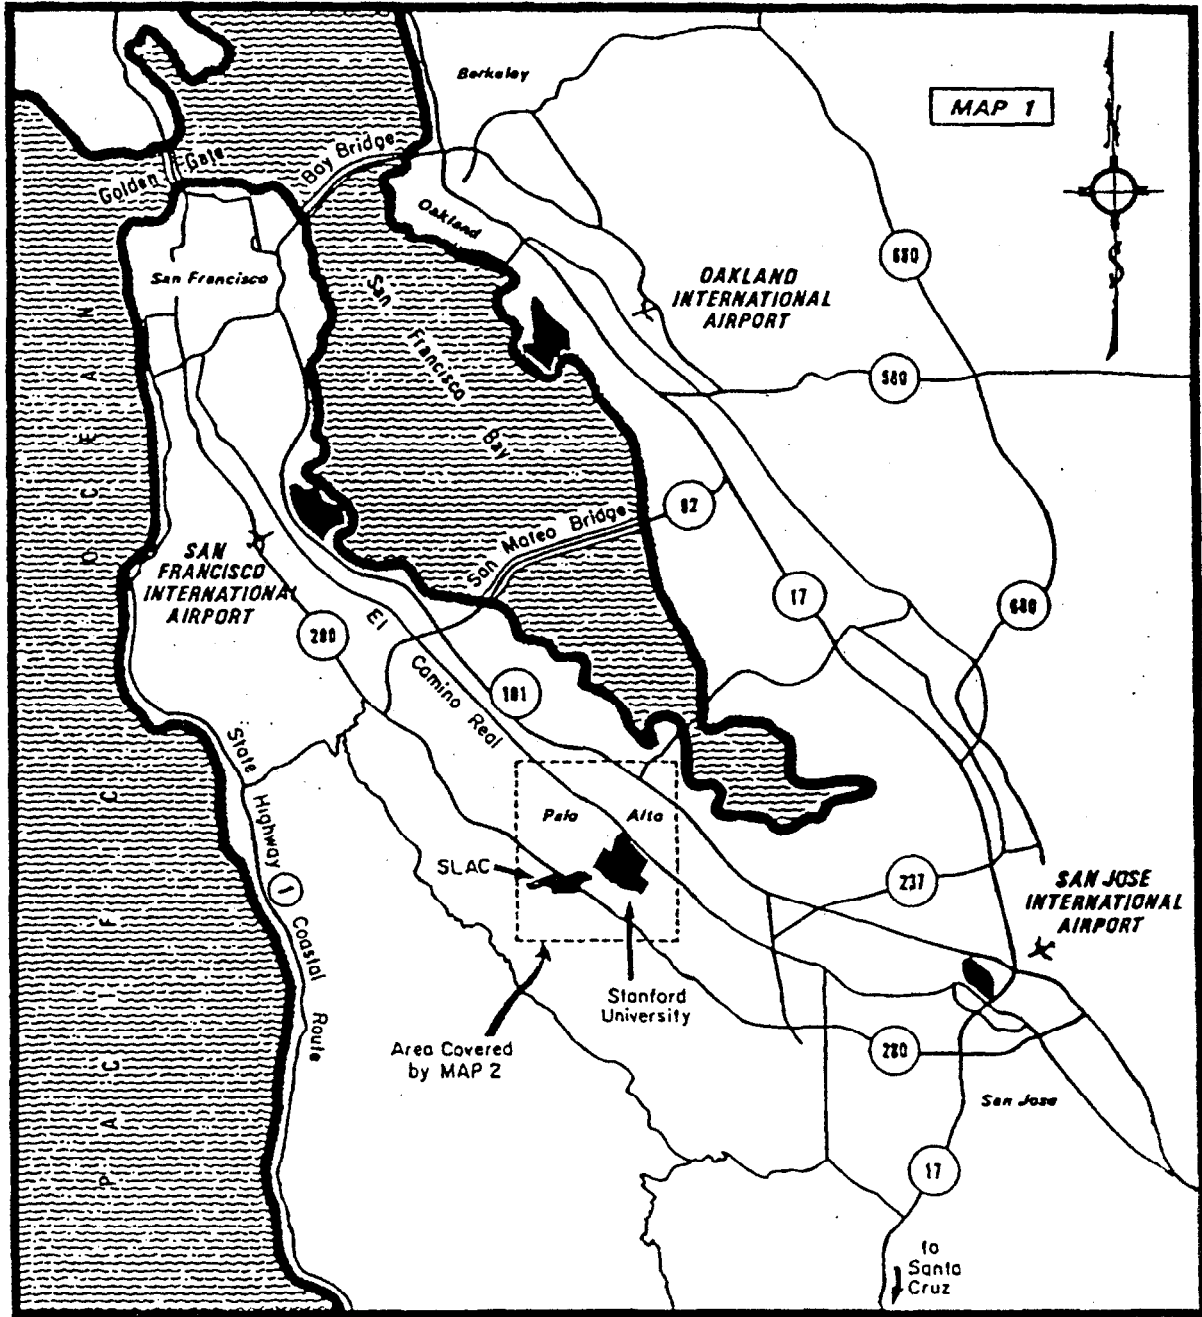 Berkeley
MAP 1
Golden Gate
Bay Bridge
Oakland
San Francisco
San Francisco Bay
OAKLAND
INTERNATIONAL
AIRPORT
680
580
92
San Mateo Bridge
SAN
FRANCISCO
INTERNATIONAL
AIRPORT
280
El Camino Real
17
680
101
State Highway 1 Coastal Route
PACIFIC OCEAN
Palo Alto
SLAC
237
SAN JOSE
INTERNATIONAL
AIRPORT
Stanford
University
Area Covered
by MAP 2
280
San Jose
17
to
Santa
Cruz